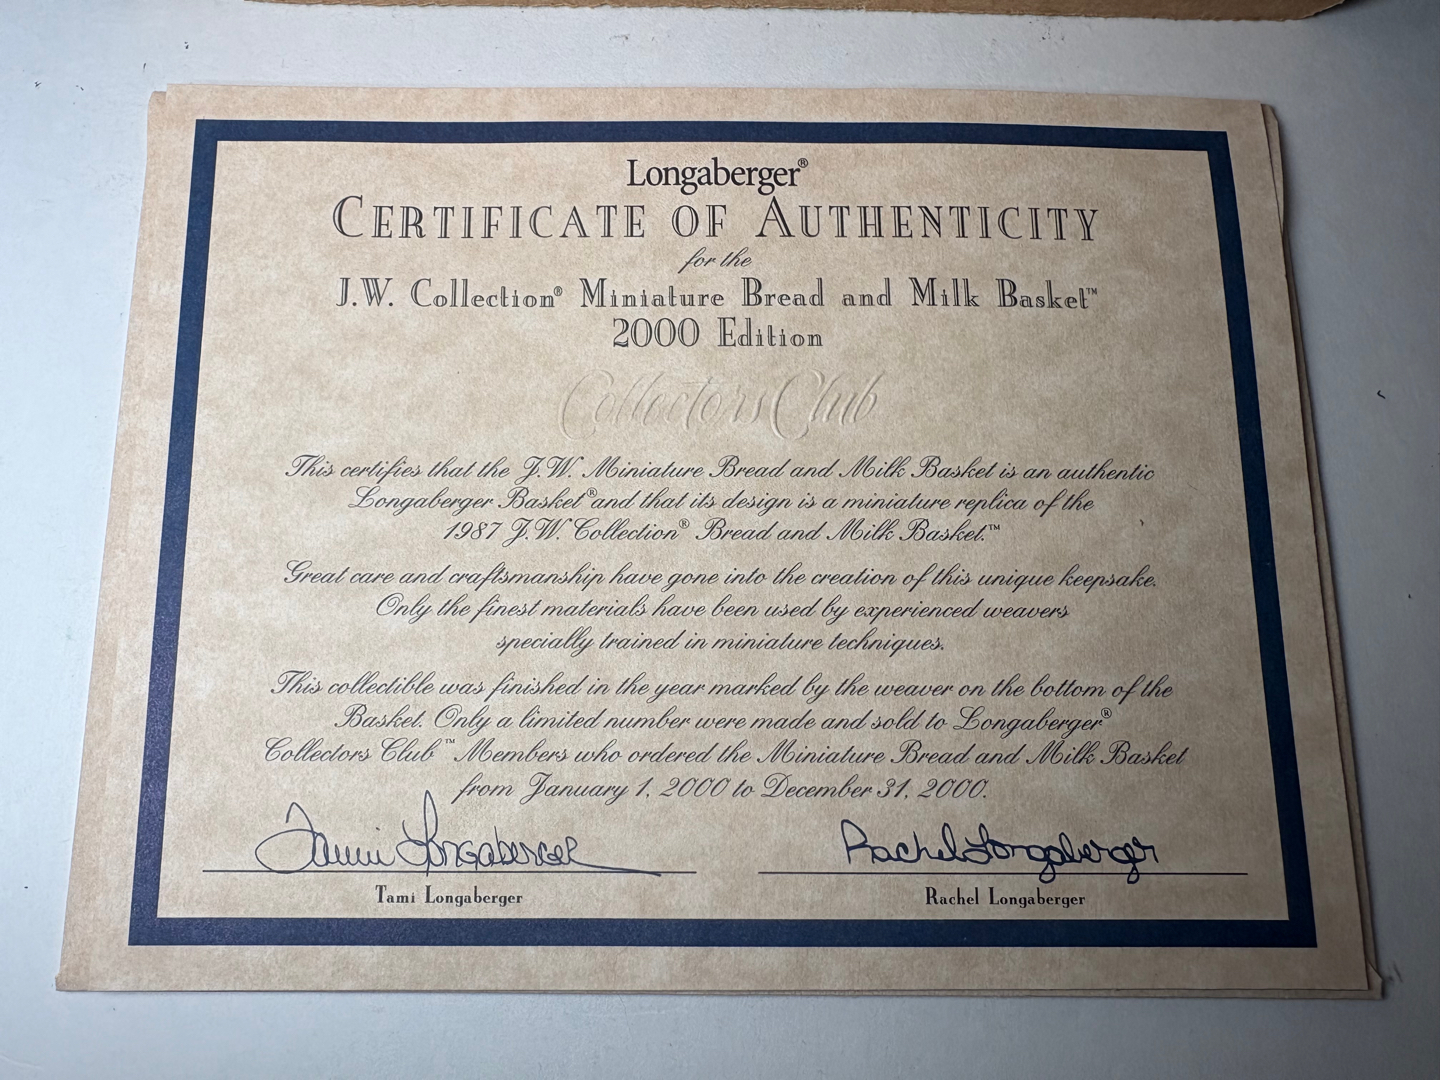 Longaberger®
CERTIFICATE OF AUTHENTICITY
for the
J.W. Collection® Miniature Bread and Milk Basket™
2000 Edition
Collectors Club
This certifies that the J.W. Miniature Bread and Milk Basket is an authentic
Longaberger Basket® and that its design is a miniature replica of the
1987 J.W. Collection® Bread and Milk Basket.™
Great care and craftsmanship have gone into the creation of this unique keepsake.
Only the finest materials have been used by experienced weavers
specially trained in miniature techniques.
This collectible was finished in the year marked by the weaver on the bottom of the
Basket. Only a limited number were made and sold to Longaberger®
Collectors Club™ Members who ordered the Miniature Bread and Milk Basket
from January 1, 2000 to December 31, 2000.
Tami Longaberger Rachel Longaberger
Tami Longaberger Rachel Longaberger